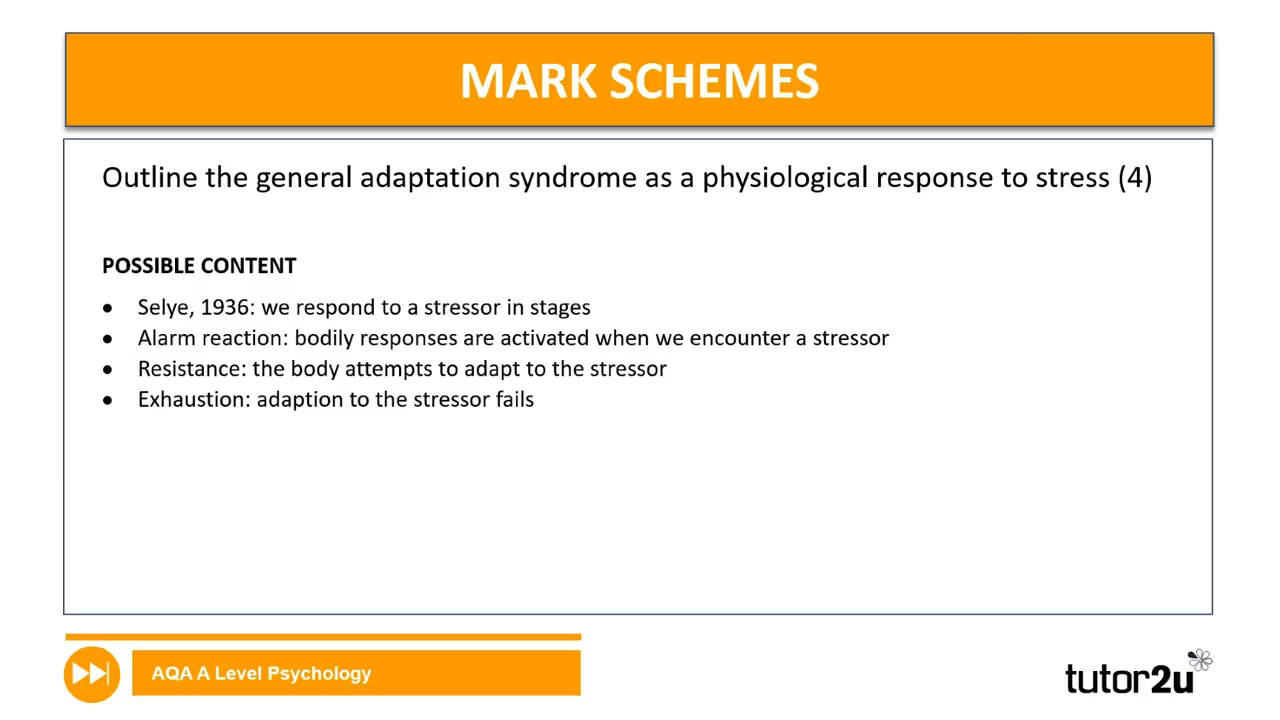 MARK SCHEMES
Outline the general adaptation syndrome as a physiological response to stress (4)
POSSIBLE CONTENT
• Selye, 1936: we respond to a stressor in stages
• Alarm reaction: bodily responses are activated when we encounter a stressor
• Resistance: the body attempts to adapt to the stressor
• Exhaustion: adaption to the stressor fails
AQA A Level Psychology
tutor2u